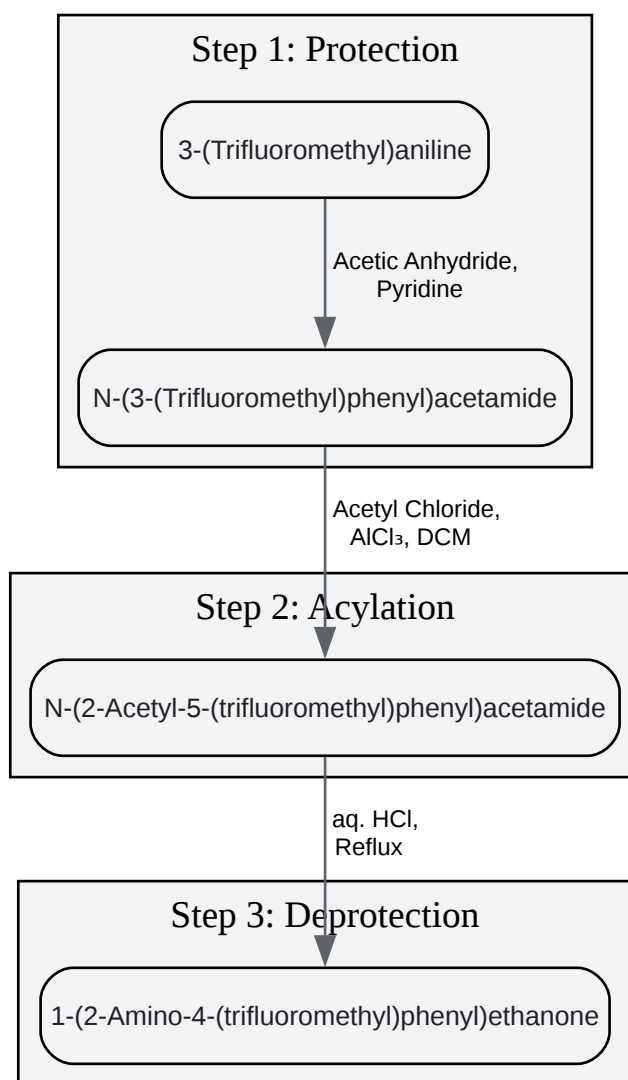 Step 1: Protection
3-(Trifluoromethyl)aniline
Acetic Anhydride,
Pyridine
N-(3-(Trifluoromethyl)phenyl)acetamide
Acetyl Chloride,
AlCl₃, DCM
Step 2: Acylation
N-(2-Acetyl-5-(trifluoromethyl)phenyl)acetamide
aq. HCl,
Reflux
Step 3: Deprotection
1-(2-Amino-4-(trifluoromethyl)phenyl)ethanone